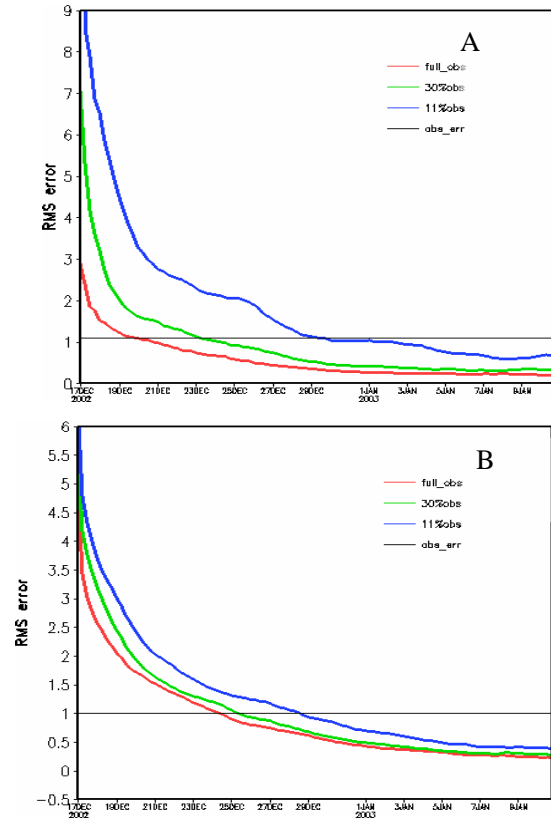 A
full_obs
30%obs
11%obs
obs_err
RMS error
9
8
7
6
5
4
3
2
1
0
17DEC 19DEC 21DEC 23DEC 25DEC 27DEC 29DEC 1JAN 3JAN 5JAN 7JAN 9JAN
2002 2003
B
full_obs
30%obs
11%obs
obs_err
RMS error
6
5.5
5
4.5
4
3.5
3
2.5
2
1.5
1
0.5
0
-0.5
17DEC 19DEC 21DEC 23DEC 25DEC 27DEC 29DEC 1JAN 3JAN 5JAN 7JAN 9JAN
2002 2003